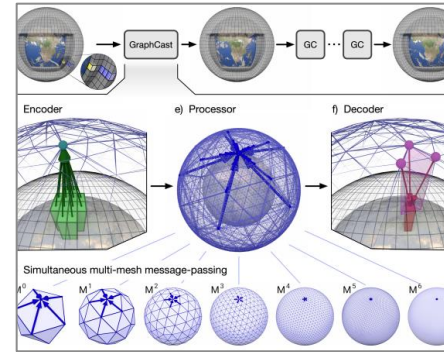 GraphCast
GC ... GC
Encoder
e) Processor
f) Decoder
Simultaneous multi-mesh message-passing
M⁰ M¹ M² M³ M⁴ M⁵ M⁶